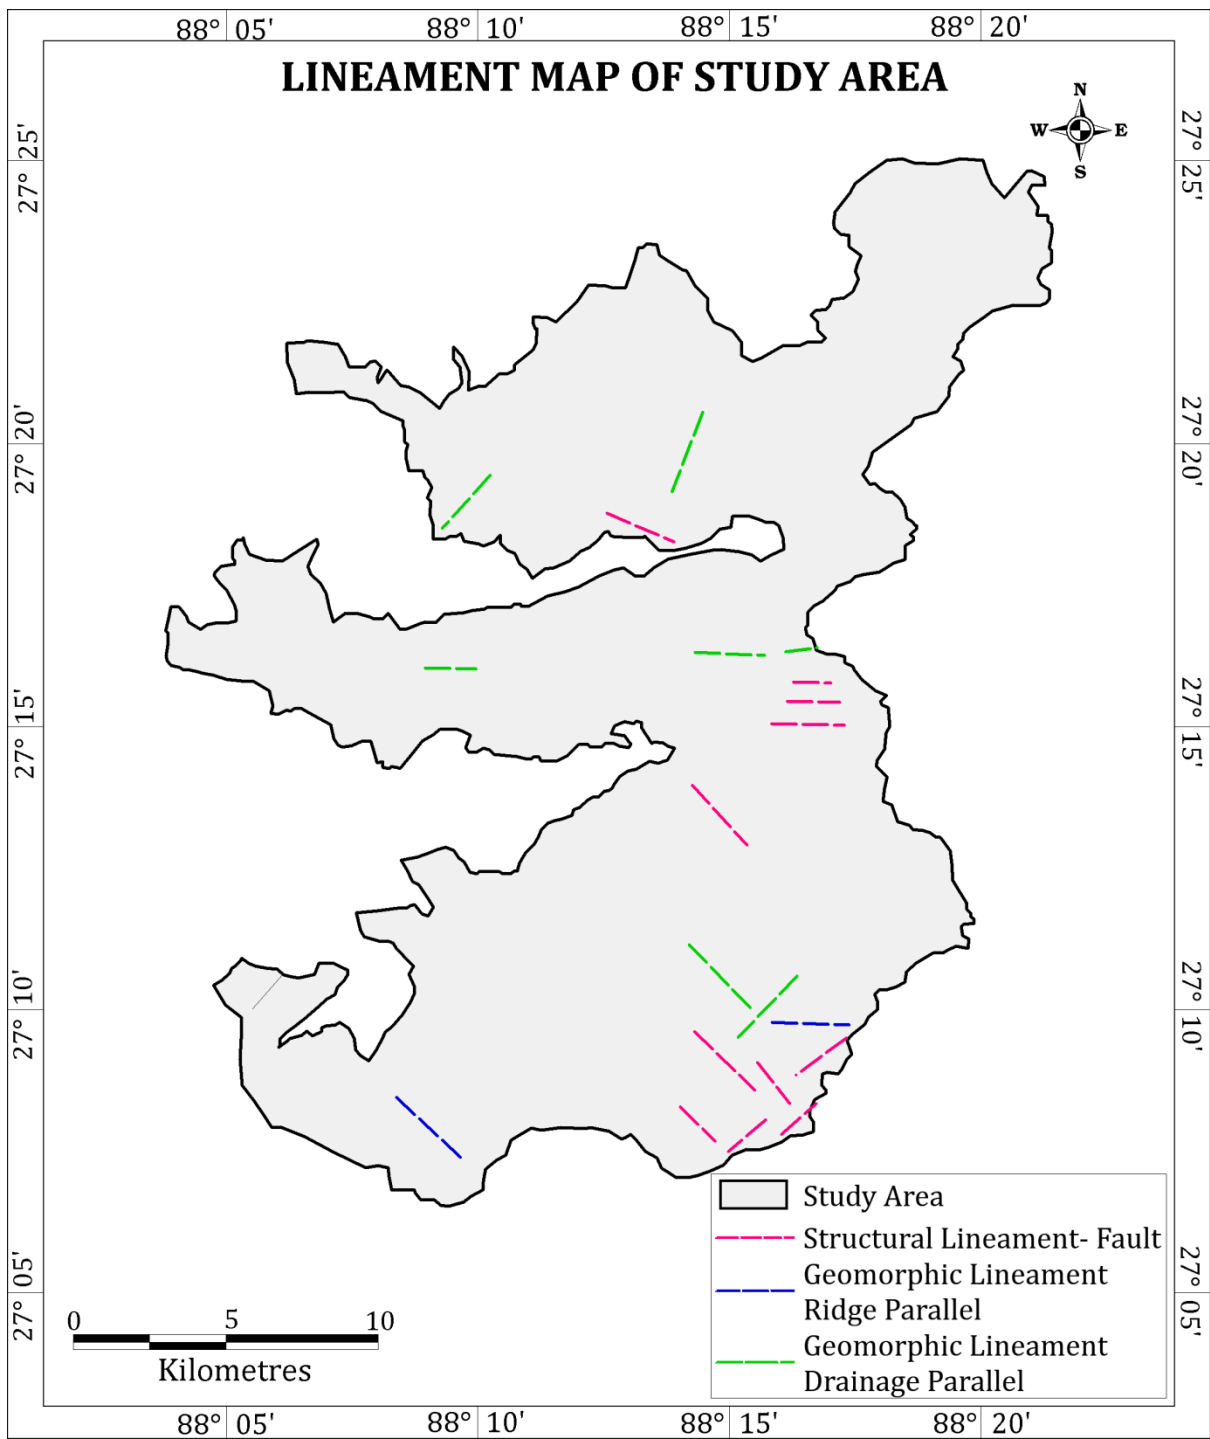 88° 05' 88° 10' 88° 15' 88° 20'
LINEAMENT MAP OF STUDY AREA
N
W E
S
27° 25'
27° 25'
27° 20'
27° 20'
27° 15'
27° 15'
27° 10'
27° 10'
27° 05'
27° 05'
Study Area
Structural Lineament- Fault
Geomorphic Lineament
Ridge Parallel
Geomorphic Lineament
Drainage Parallel
0 5 10
Kilometres
88° 05' 88° 10' 88° 15' 88° 20'